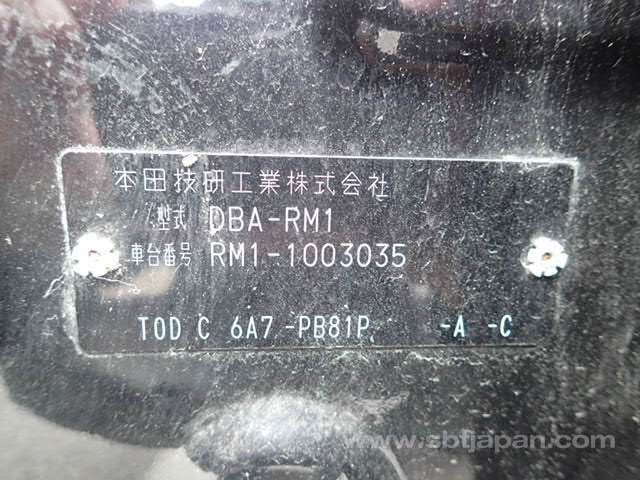 本田技研工業株式会社
型式 DBA-RM1
車台番号 RM1-1003035
TOD C 6A7 -PB81P -A -C
www.sbtjapan.com